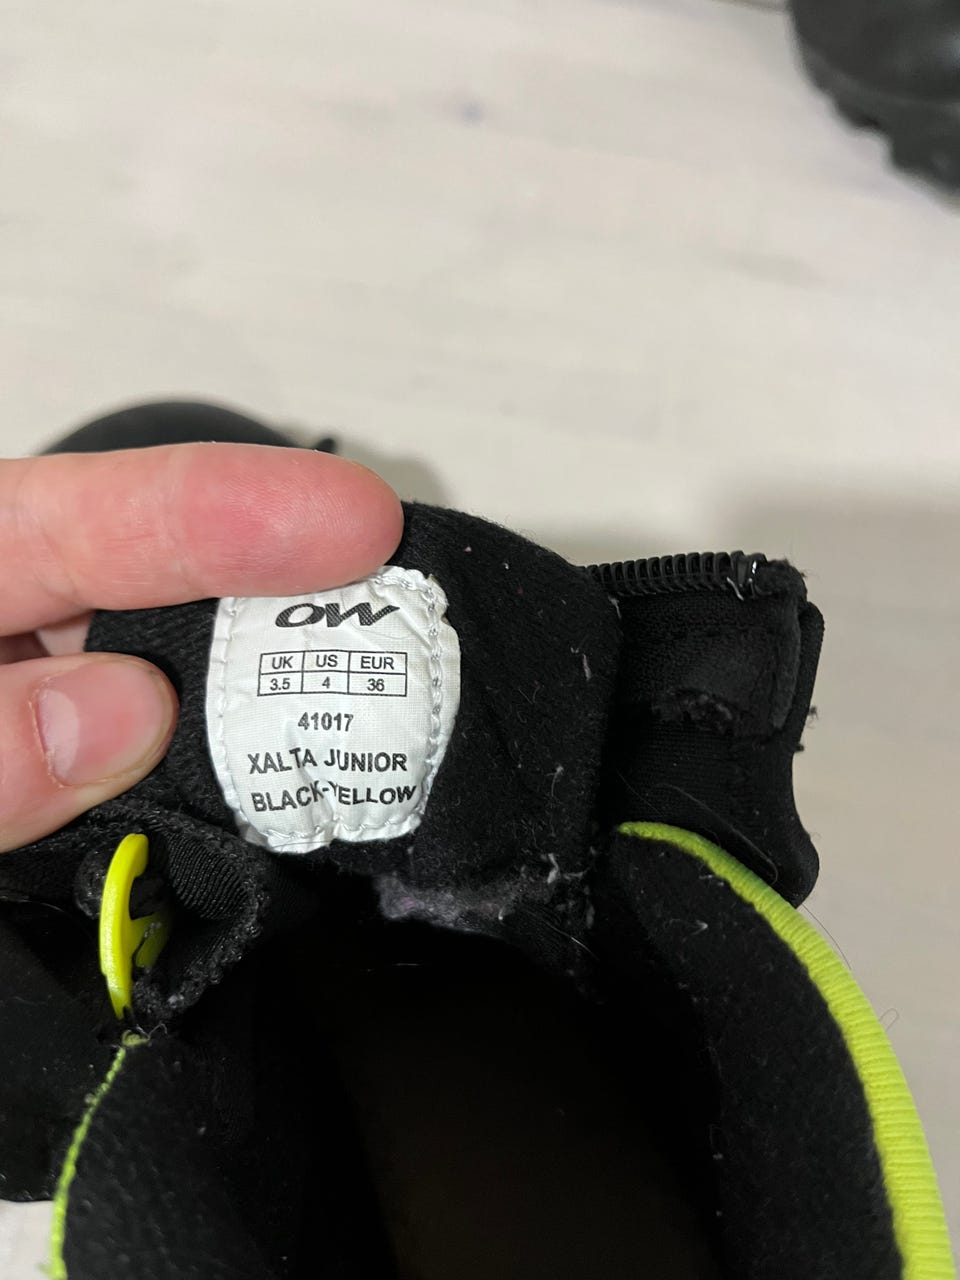 OW
UK US EUR
3.5 4 36
41017
XALTA JUNIOR
BLACK-YELLOW